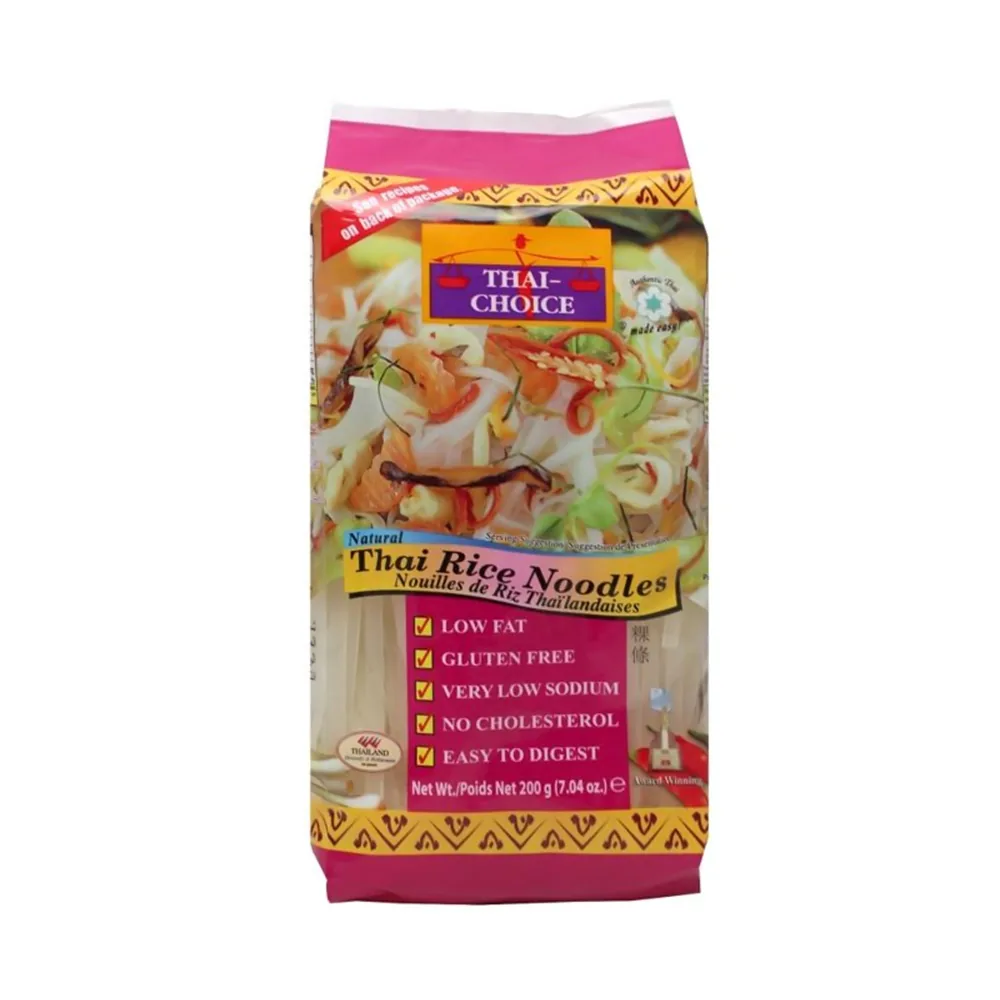 See recipes
on back of package.
THAI-
CHOICE
Authentic Thai
made easy
Serving Suggestion/Suggestion de Présentation
Natural
Thai Rice Noodles
Nouilles de Riz Thaïlandaises
LOW FAT
GLUTEN FREE
VERY LOW SODIUM
NO CHOLESTEROL
EASY TO DIGEST
粿
條
THAILAND
Award Winning
Net Wt./Poids Net 200 g (7.04 oz.) ℮